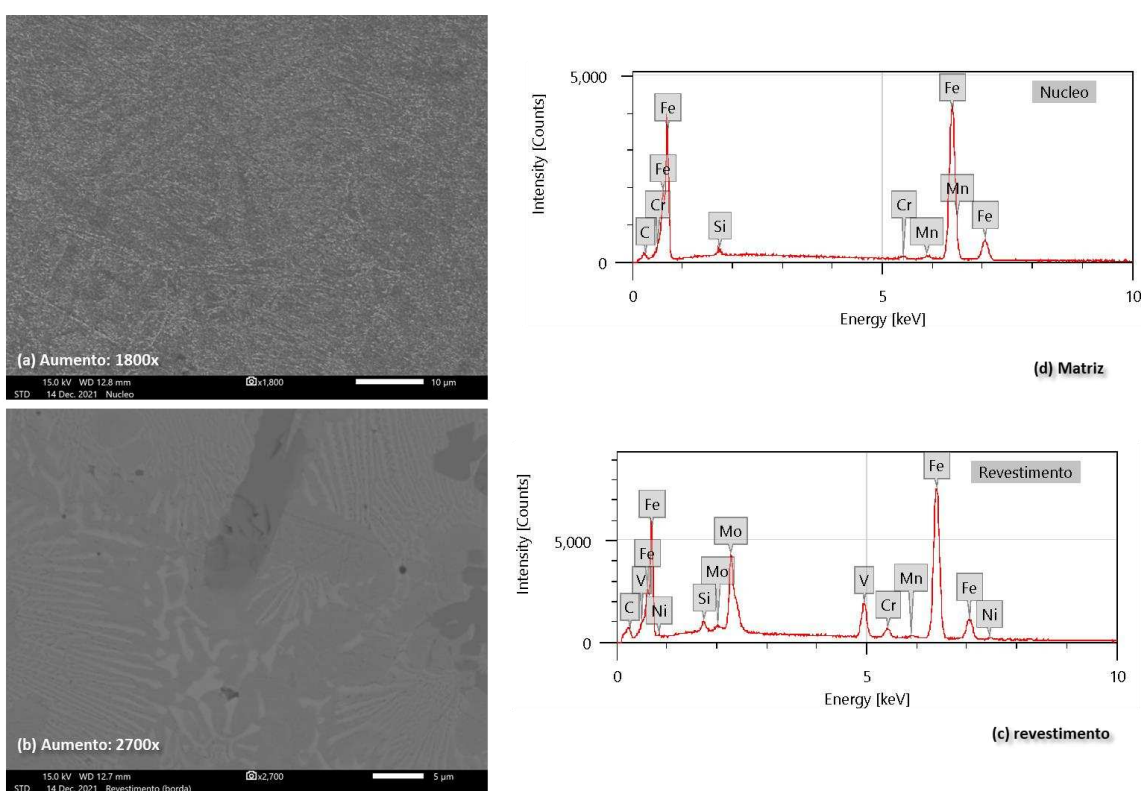 (a) Aumento: 1800x
15.0 kV WD 12.8 mm x1,800 10 µm
STD 14 Dec. 2021 Nucleo
(b) Aumento: 2700x
15.0 kV WD 12.7 mm x2,700 5 µm
STD 14 Dec. 2021 Revestimento (borda)
Intensity [Counts]
5,000
0
Fe
Fe
Cr
C
Si
Cr
Mn
Fe
Mn
Fe
Nucleo
0
5
10
Energy [keV]
(d) Matriz
Intensity [Counts]
5,000
0
Fe
Fe
V
C
Ni
Si
Mo
Mo
V
Cr
Mn
Fe
Fe
Ni
Revestimento
0
5
10
Energy [keV]
(c) revestimento